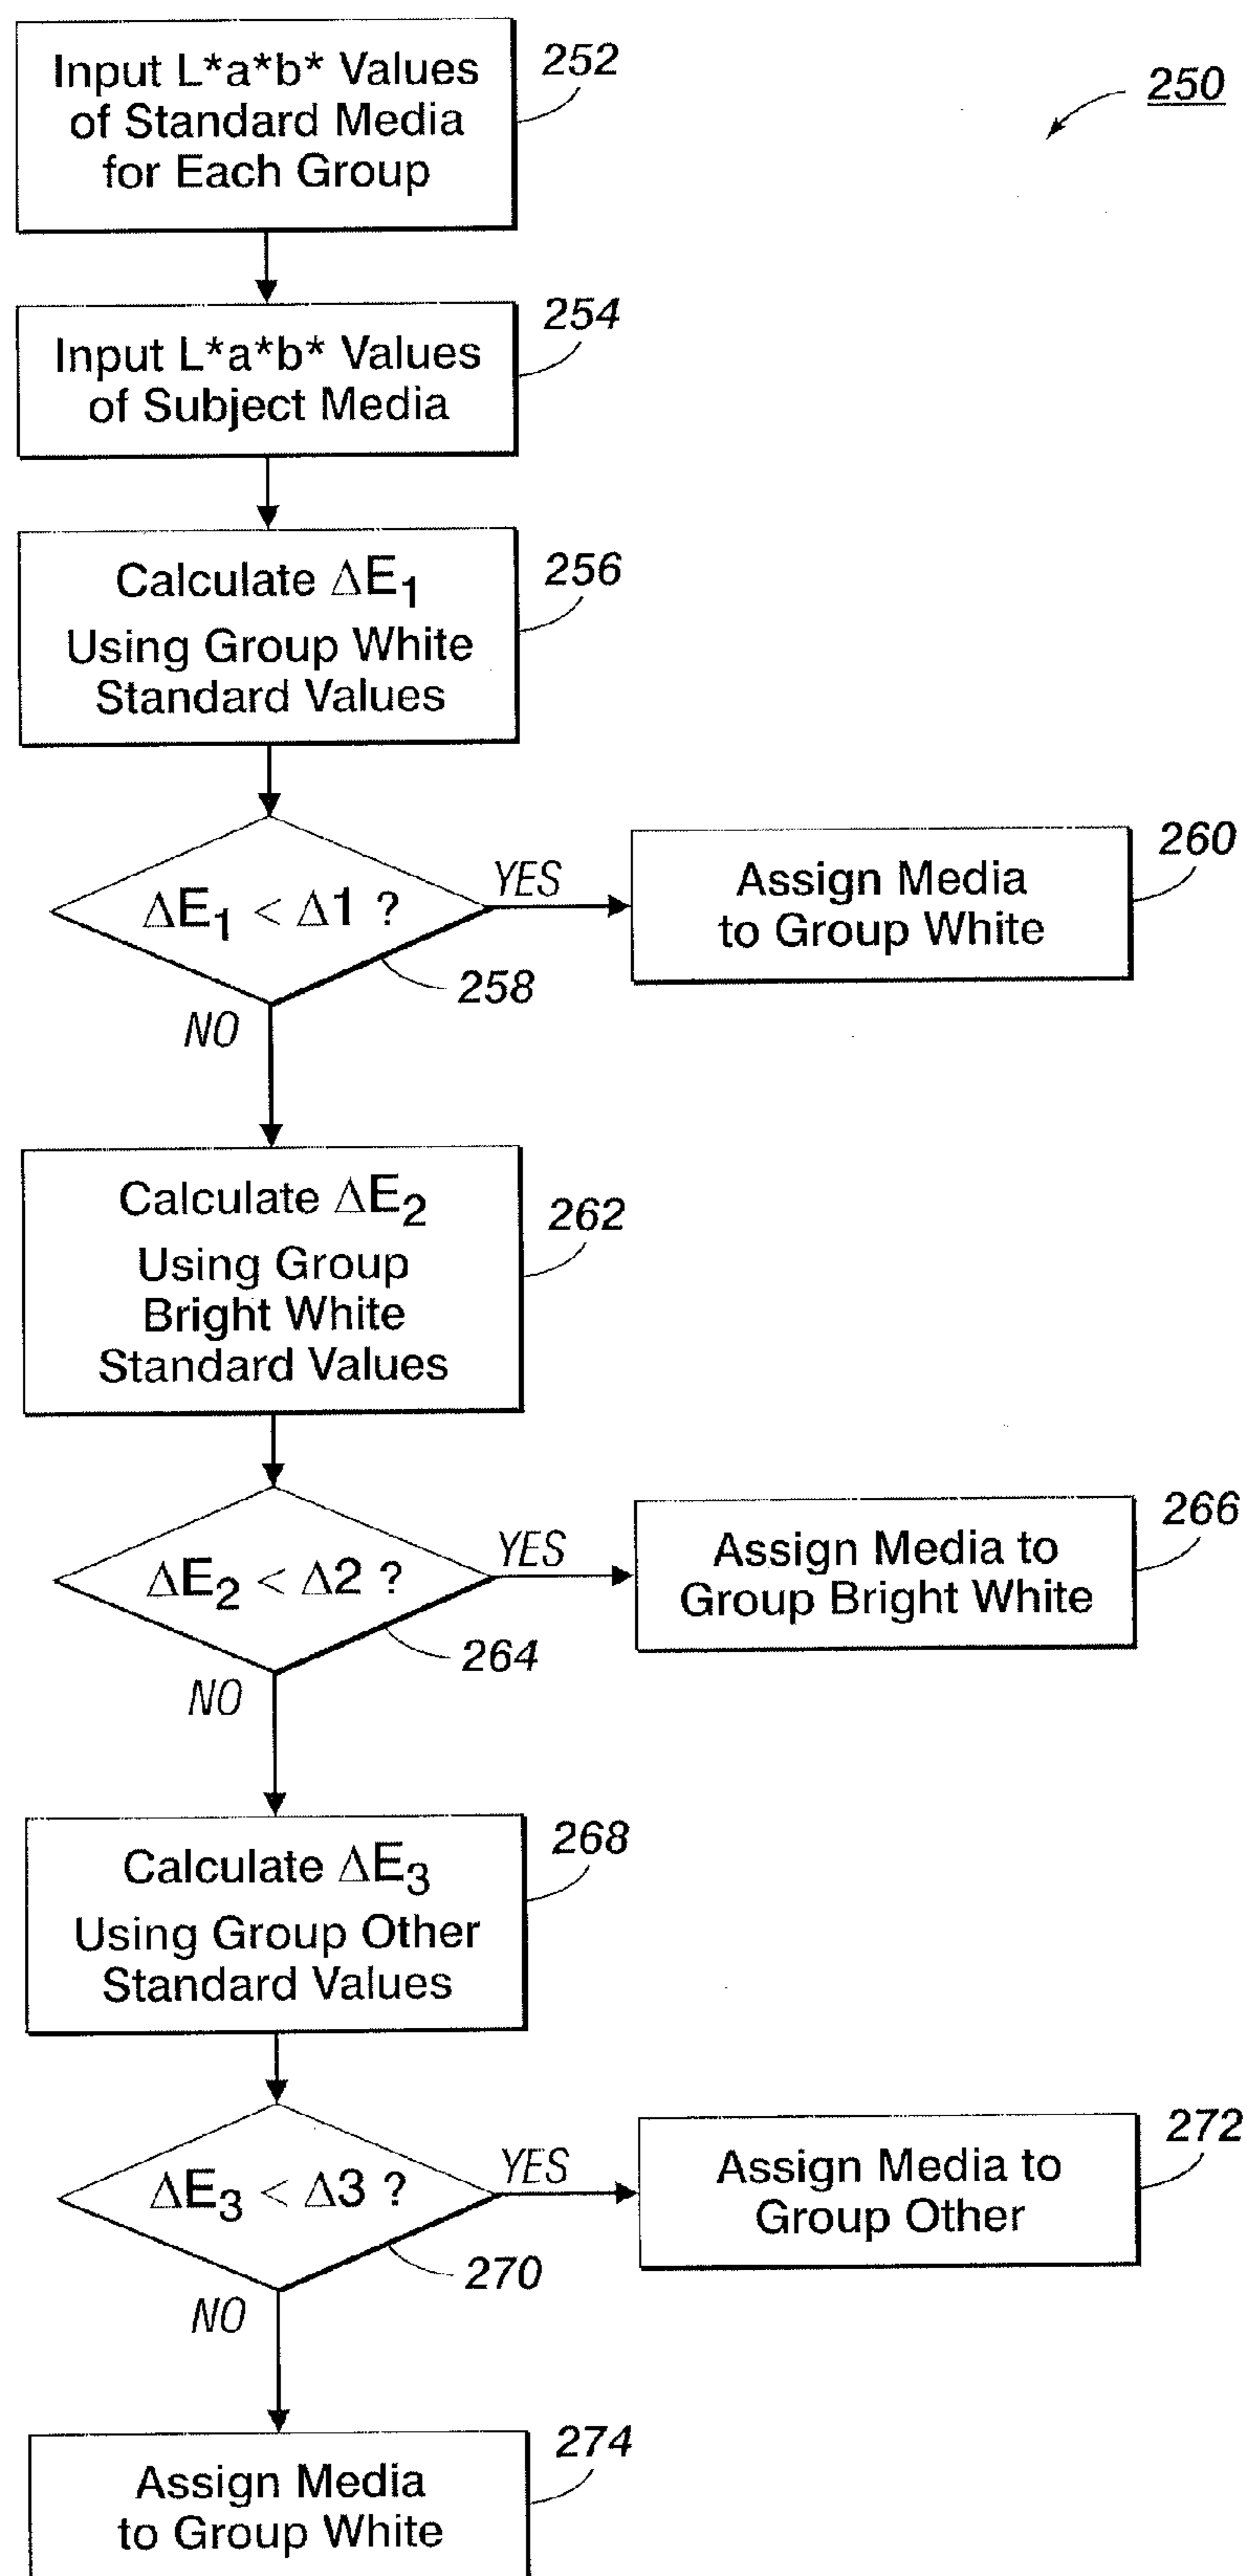 Input L*a*b* Values
of Standard Media
for Each Group
252
250
Input L*a*b* Values
of Subject Media
254
Calculate ΔE₁
Using Group White
Standard Values
256
ΔE₁ < Δ1 ?
YES
258
NO
Assign Media
to Group White
260
Calculate ΔE₂
Using Group
Bright White
Standard Values
262
ΔE₂ < Δ2 ?
YES
264
NO
Assign Media to
Group Bright White
266
Calculate ΔE₃
Using Group Other
Standard Values
268
ΔE₃ < Δ3 ?
YES
270
NO
Assign Media to
Group Other
272
Assign Media
to Group White
274